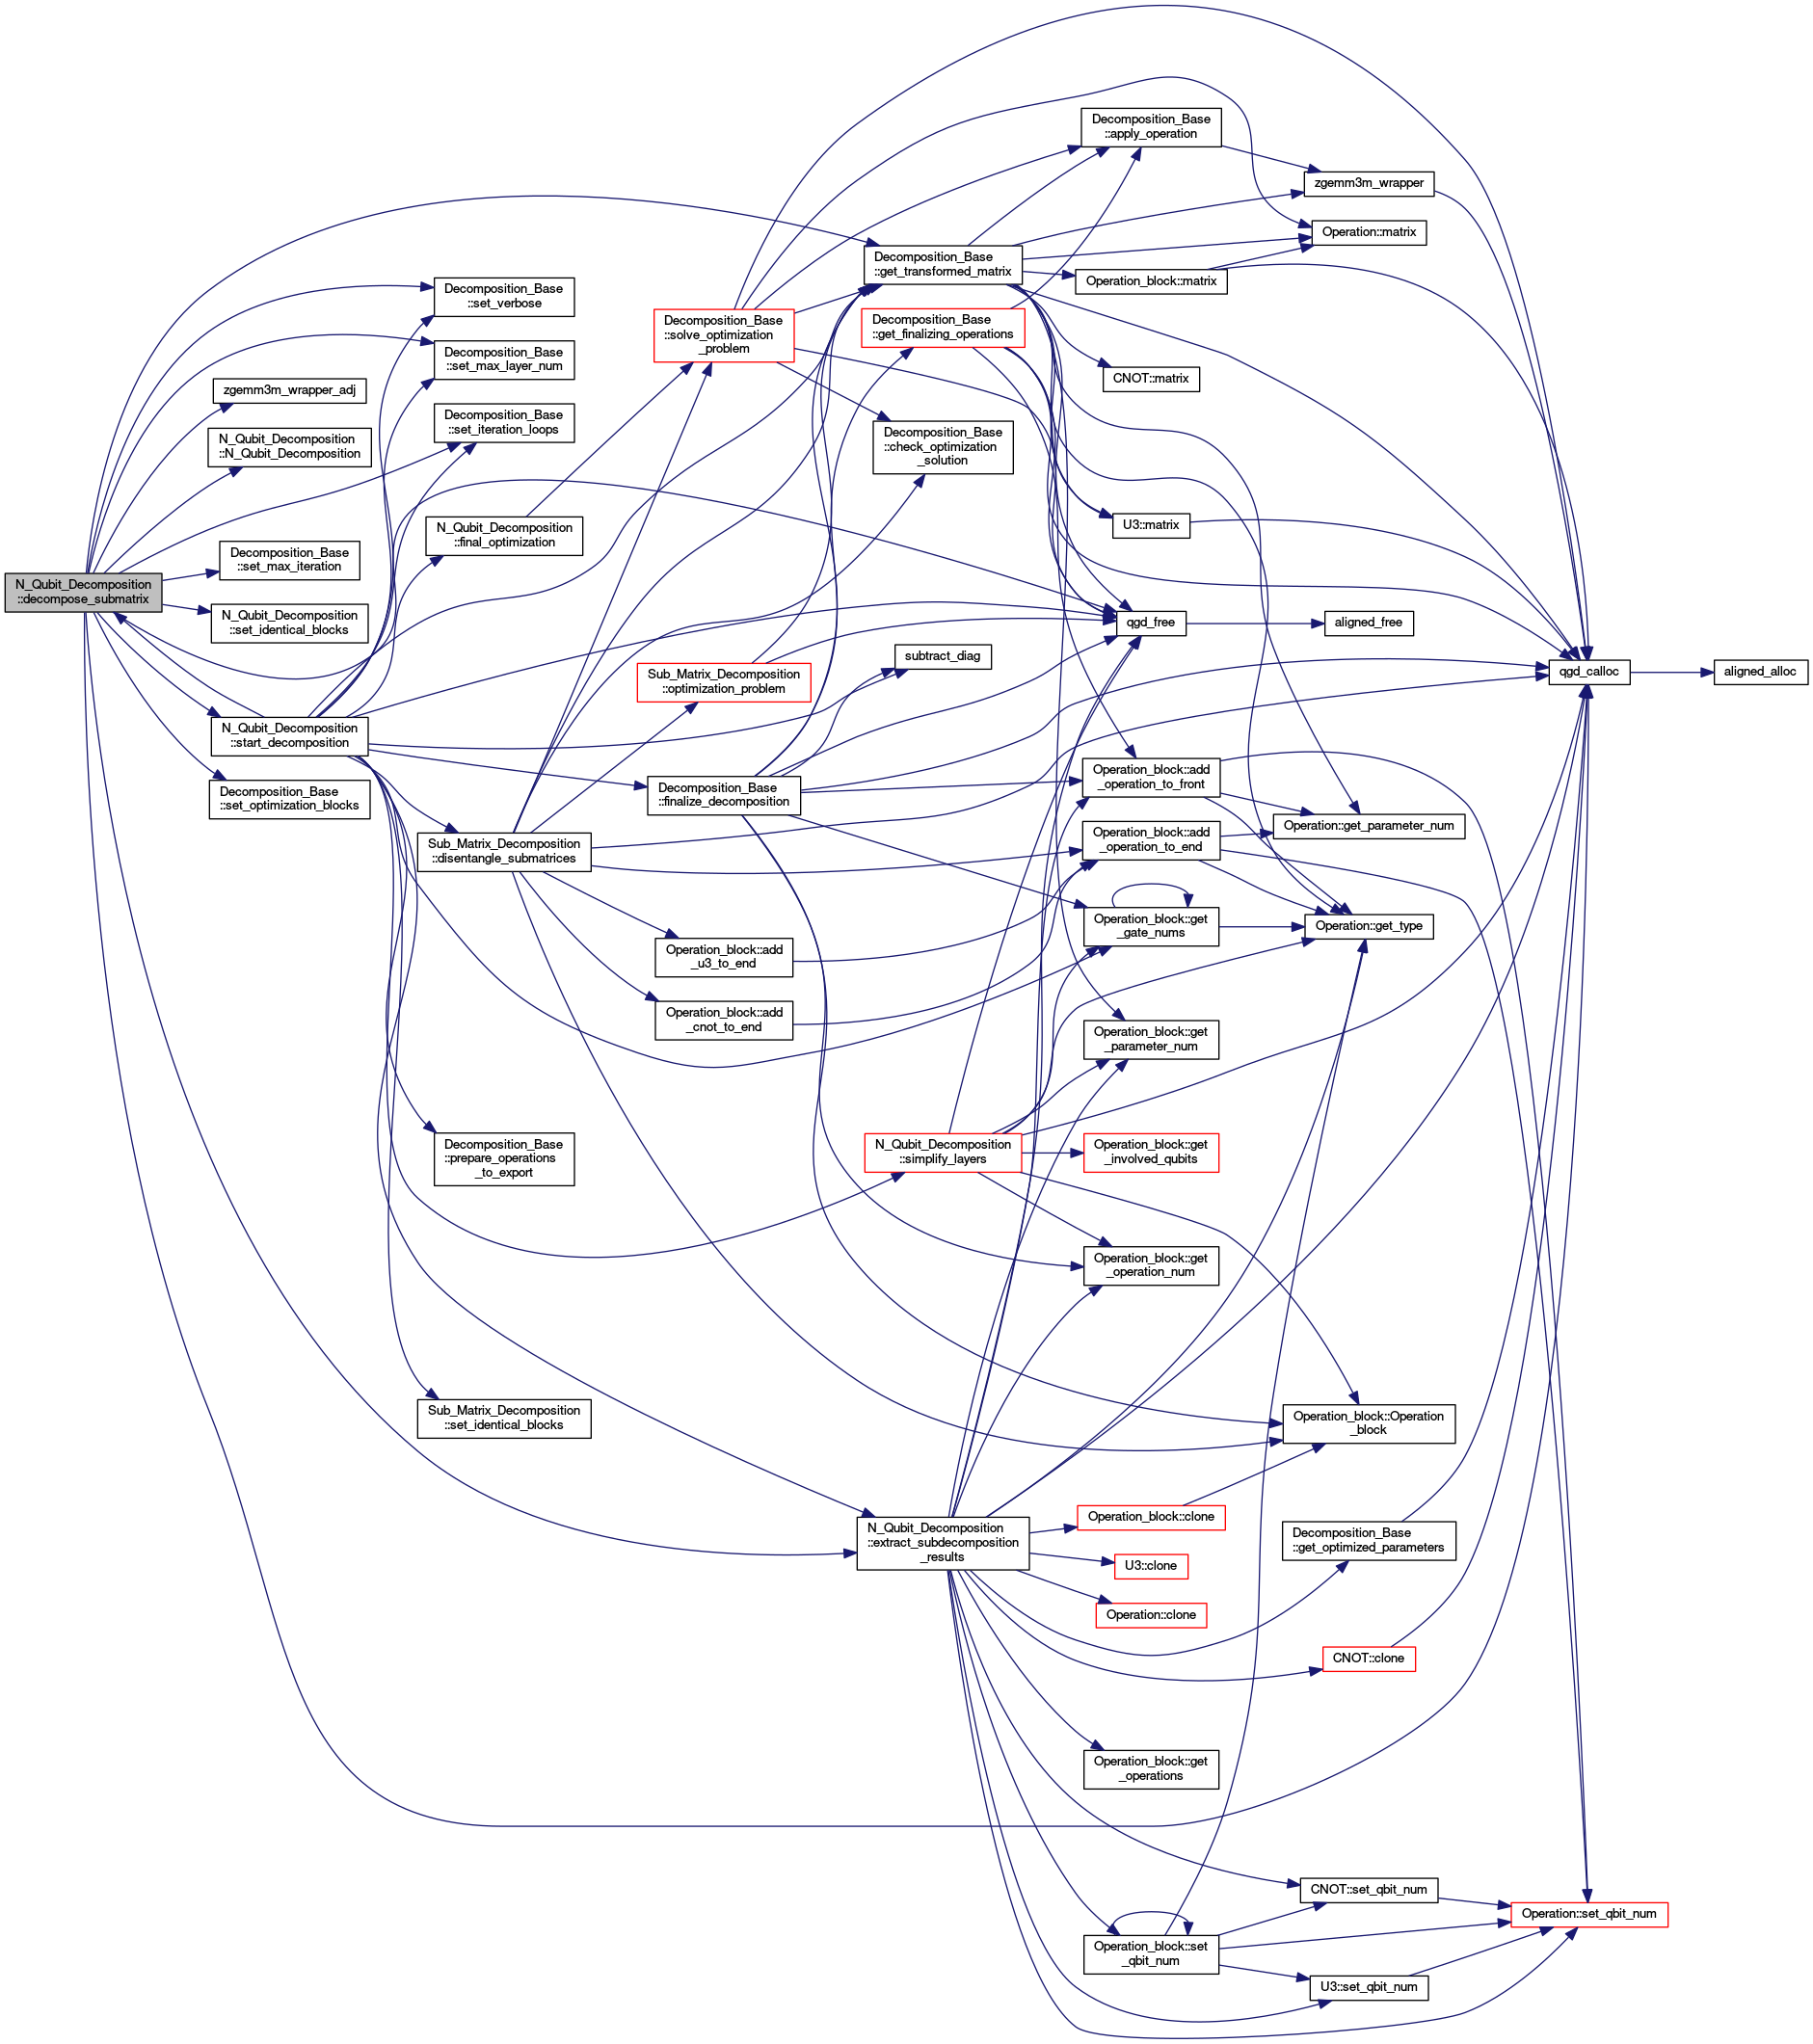 N_Qubit_Decomposition
::decompose_submatrix
Decomposition_Base
::set_verbose
Decomposition_Base
::set_max_layer_num
zgemm3m_wrapper_adj
Decomposition_Base
::set_iteration_loops
N_Qubit_Decomposition
::N_Qubit_Decomposition
Decomposition_Base
::set_max_iteration
N_Qubit_Decomposition
::set_identical_blocks
N_Qubit_Decomposition
::start_decomposition
Decomposition_Base
::set_optimization_blocks
N_Qubit_Decomposition
::final_optimization
Sub_Matrix_Decomposition
::disentangle_submatrices
Decomposition_Base
::prepare_operations
_to_export
Sub_Matrix_Decomposition
::set_identical_blocks
Decomposition_Base
::solve_optimization
_problem
Sub_Matrix_Decomposition
::optimization_problem
Decomposition_Base
::finalize_decomposition
Operation_block::add
_u3_to_end
Operation_block::add
_cnot_to_end
Decomposition_Base
::get_transformed_matrix
Decomposition_Base
::get_finalizing_operations
Decomposition_Base
::check_optimization
_solution
subtract_diag
N_Qubit_Decomposition
::simplify_layers
N_Qubit_Decomposition
::extract_subdecomposition
_results
Decomposition_Base
::apply_operation
Operation_block::matrix
CNOT::matrix
U3::matrix
qgd_free
Operation_block::add
_operation_to_front
Operation_block::add
_operation_to_end
Operation_block::get
_gate_nums
Operation_block::get
_parameter_num
Operation_block::get
_involved_qubits
Operation_block::get
_operation_num
Operation_block::clone
U3::clone
Operation::clone
Operation_block::get
_operations
Operation_block::set
_qbit_num
zgemm3m_wrapper
Operation::matrix
aligned_free
Operation::get_parameter_num
Operation::get_type
Operation_block::Operation
_block
Decomposition_Base
::get_optimized_parameters
CNOT::clone
CNOT::set_qbit_num
U3::set_qbit_num
qgd_calloc
Operation::set_qbit_num
aligned_alloc